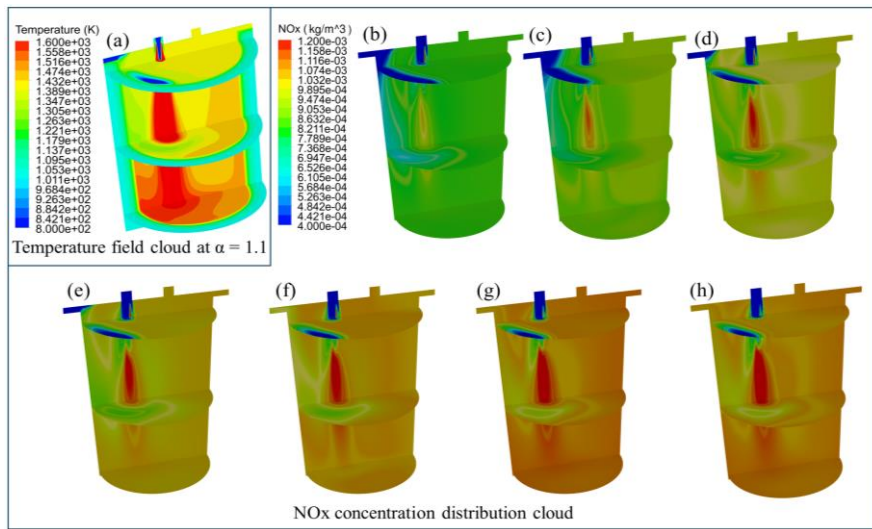 Temperature (K)
1.600e+03
1.558e+03
1.516e+03
1.474e+03
1.432e+03
1.389e+03
1.347e+03
1.305e+03
1.263e+03
1.221e+03
1.179e+03
1.137e+03
1.095e+03
1.053e+03
1.011e+03
9.684e+02
9.263e+02
8.842e+02
8.421e+02
8.000e+02
(a)
Temperature field cloud at α = 1.1
NOx ( kg/m^3)
1.200e-03
1.158e-03
1.116e-03
1.074e-03
1.032e-03
9.895e-04
9.474e-04
9.053e-04
8.632e-04
8.211e-04
7.789e-04
7.368e-04
6.947e-04
6.526e-04
6.105e-04
5.684e-04
5.263e-04
4.842e-04
4.421e-04
4.000e-04
(b)
(c)
(d)
(e)
(f)
(g)
(h)
NOx concentration distribution cloud